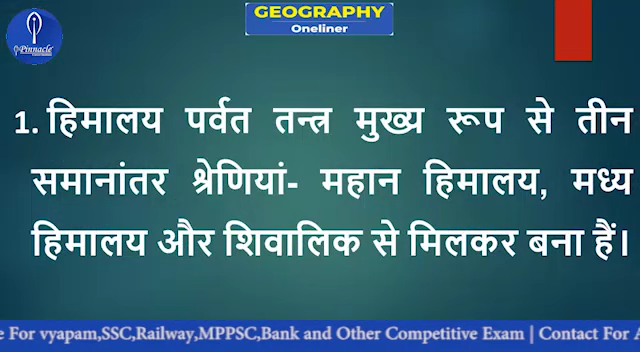 GEOGRAPHY
Oneliner
Pinnacle
1. हिमालय पर्वत तन्त्र मुख्य रूप से तीन
समानांतर श्रेणियां- महान हिमालय, मध्य
हिमालय और शिवालिक से मिलकर बना हैं।
e For vyapam,SSC,Railway,MPPSC,Bank and Other Competitive Exam | Contact For A